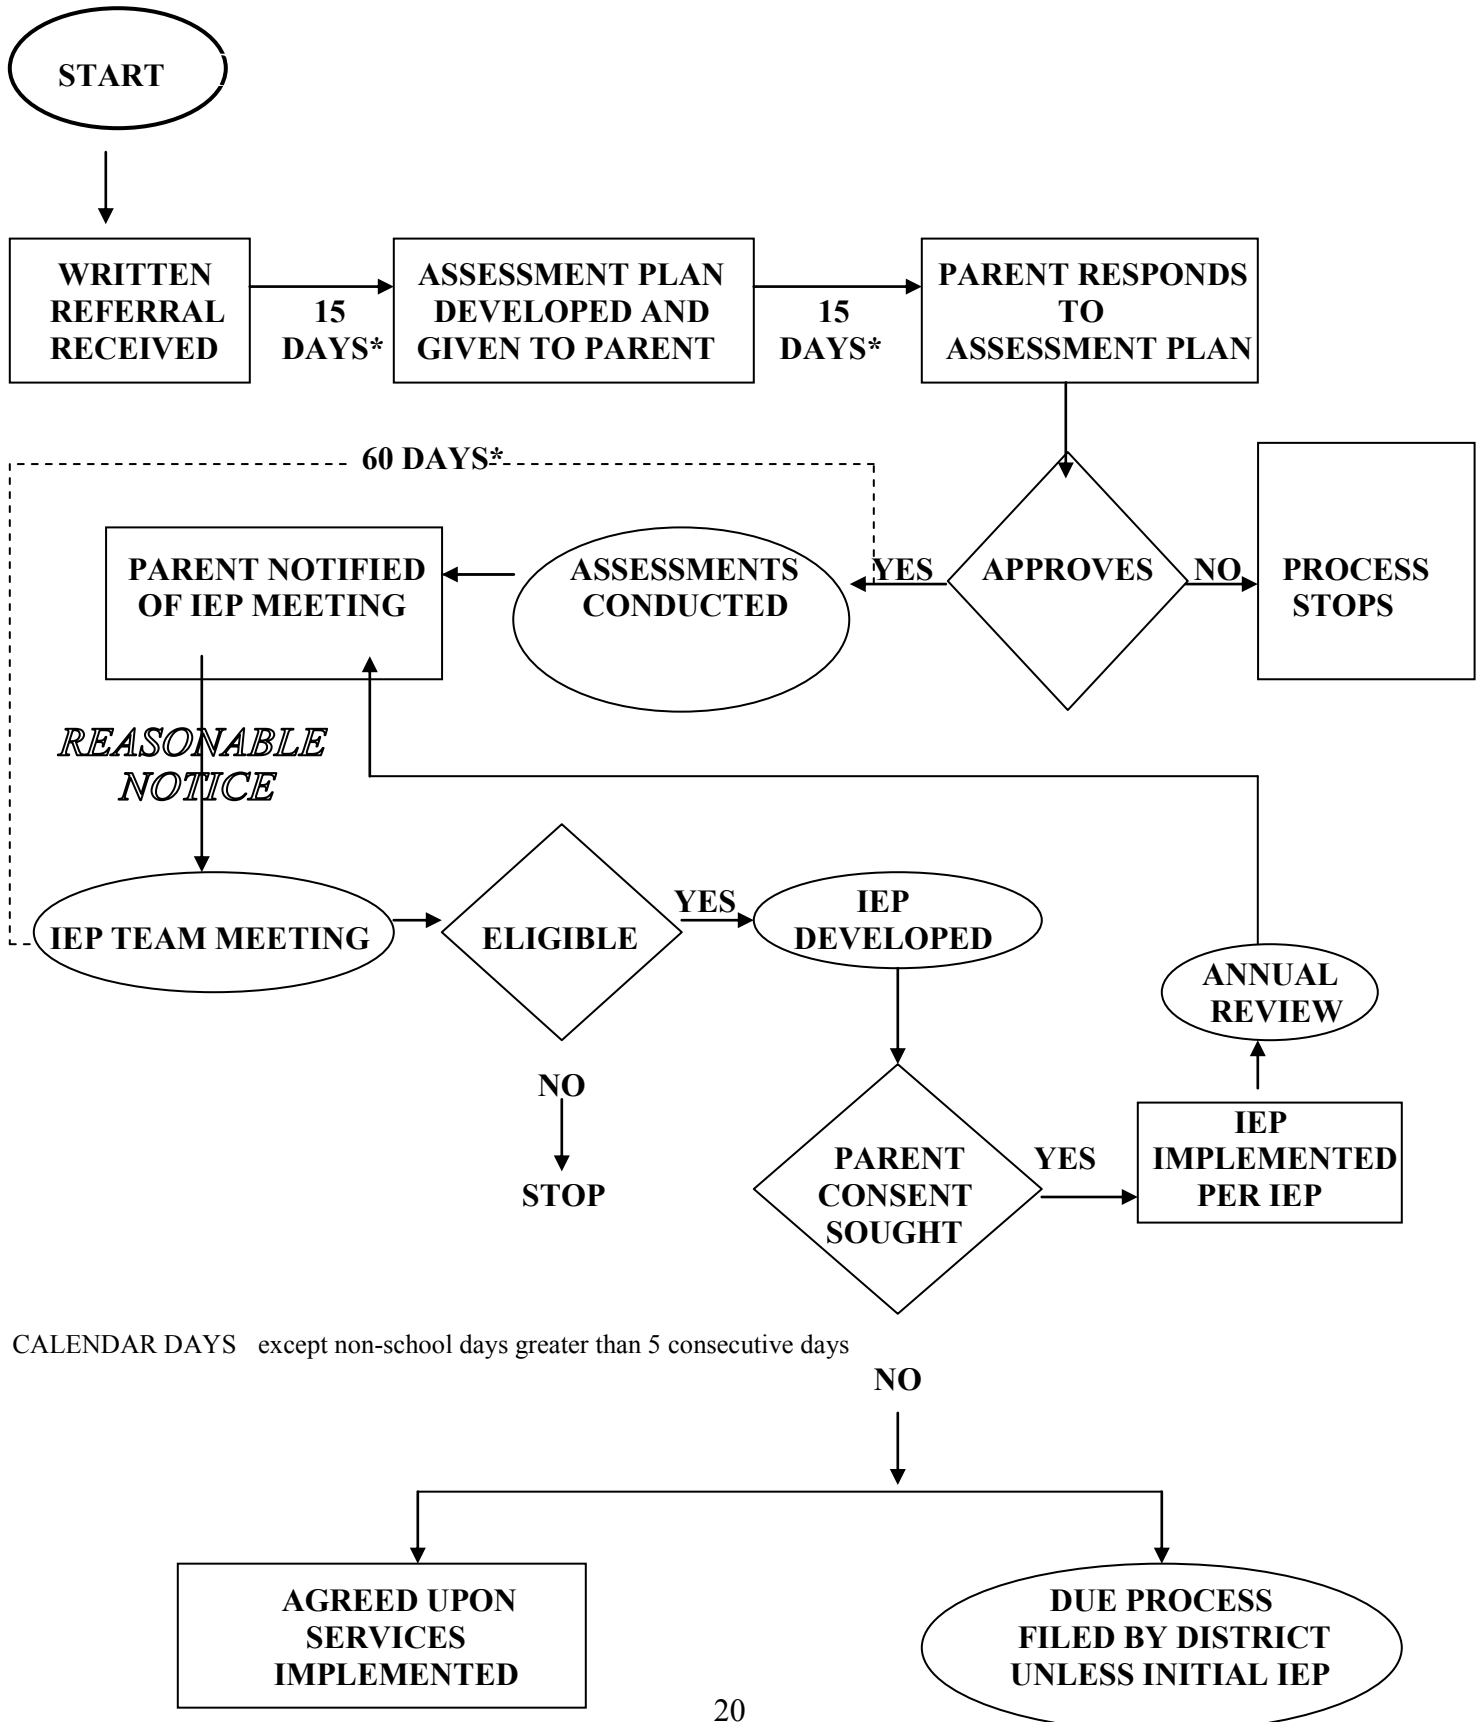 START
WRITTEN
REFERRAL
RECEIVED
15
DAYS*
ASSESSMENT PLAN
DEVELOPED AND
GIVEN TO PARENT
15
DAYS*
PARENT RESPONDS
TO
ASSESSMENT PLAN
60 DAYS*
PARENT NOTIFIED
OF IEP MEETING
ASSESSMENTS
CONDUCTED
YES
APPROVES
NO
PROCESS
STOPS
REASONABLE
NOTICE
IEP TEAM MEETING
ELIGIBLE
YES
IEP
DEVELOPED
ANNUAL
REVIEW
NO
STOP
PARENT
CONSENT
SOUGHT
YES
IEP
IMPLEMENTED
PER IEP
CALENDAR DAYS except non-school days greater than 5 consecutive days
NO
AGREED UPON
SERVICES
IMPLEMENTED
DUE PROCESS
FILED BY DISTRICT
UNLESS INITIAL IEP
20